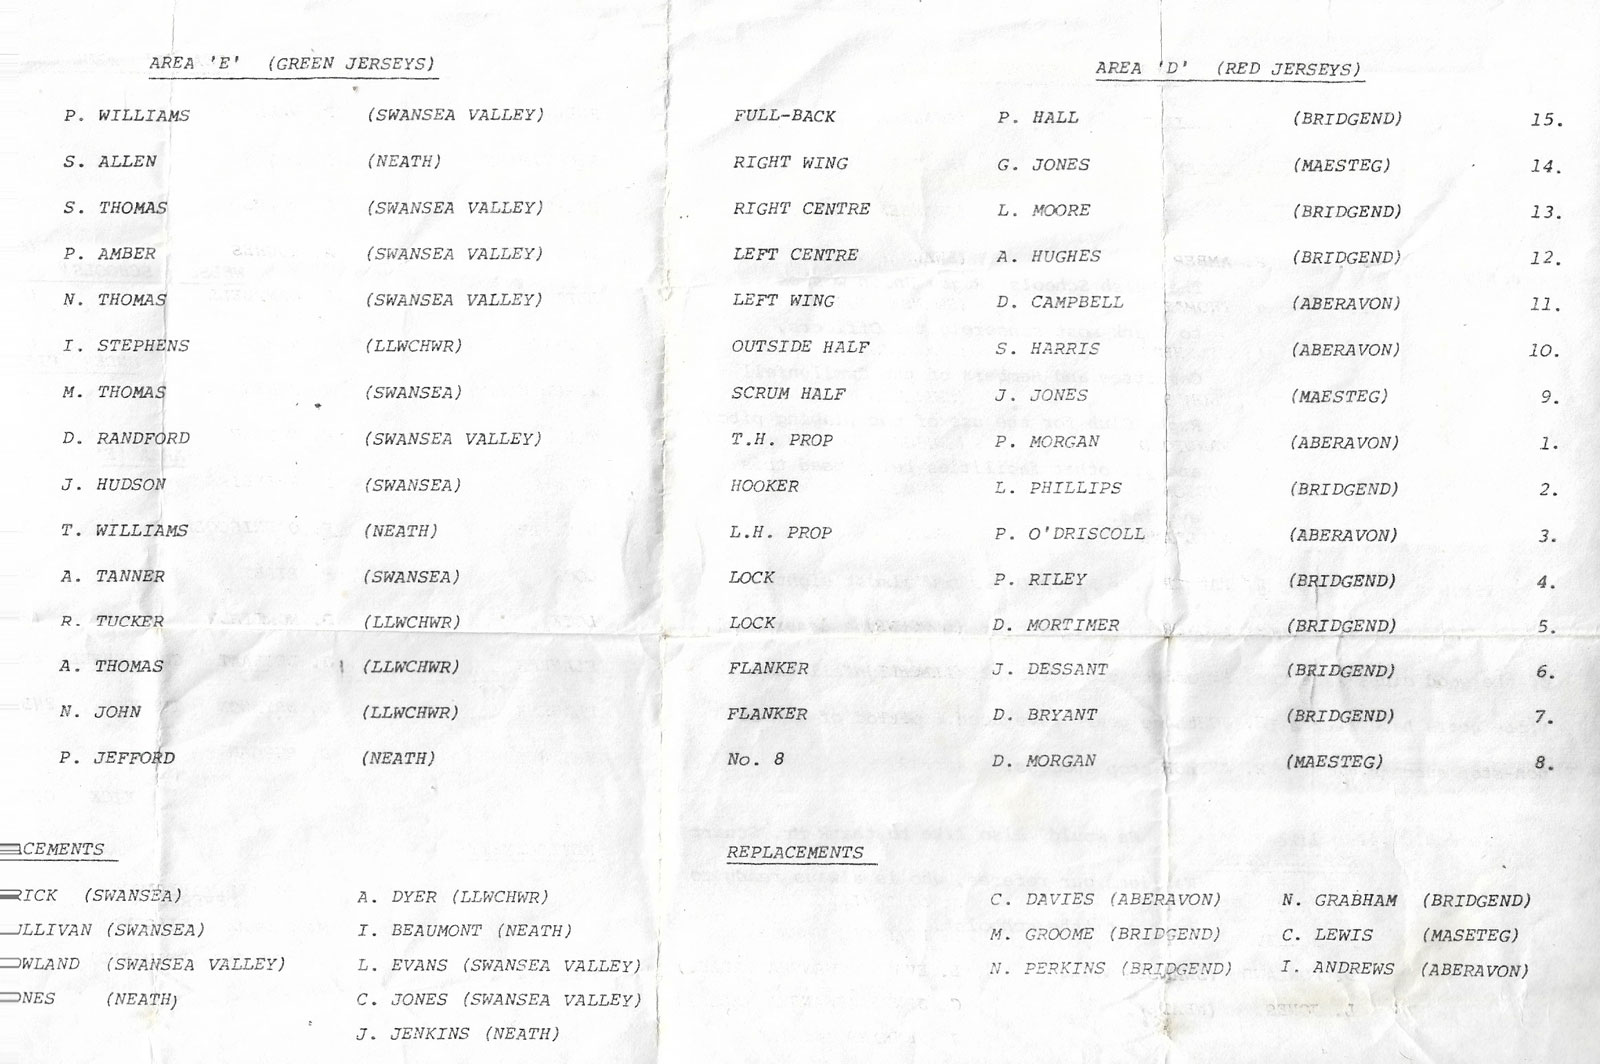 AREA 'E' (GREEN JERSEYS) AREA 'D' (RED JERSEYS)
P. WILLIAMS (SWANSEA VALLEY) FULL-BACK P. HALL (BRIDGEND) 15.
S. ALLEN (NEATH) RIGHT WING G. JONES (MAESTEG) 14.
S. THOMAS (SWANSEA VALLEY) RIGHT CENTRE L. MOORE (BRIDGEND) 13.
P. AMBER (SWANSEA VALLEY) LEFT CENTRE A. HUGHES (BRIDGEND) 12.
N. THOMAS (SWANSEA VALLEY) LEFT WING D. CAMPBELL (ABERAVON) 11.
I. STEPHENS (LLWCHWR) OUTSIDE HALF S. HARRIS (ABERAVON) 10.
M. THOMAS (SWANSEA) SCRUM HALF J. JONES (MAESTEG) 9.
D. RANDFORD (SWANSEA VALLEY) T.H. PROP P. MORGAN (ABERAVON) 1.
J. HUDSON (SWANSEA) HOOKER L. PHILLIPS (BRIDGEND) 2.
T. WILLIAMS (NEATH) L.H. PROP P. O'DRISCOLL (ABERAVON) 3.
A. TANNER (SWANSEA) LOCK P. RILEY (BRIDGEND) 4.
R. TUCKER (LLWCHWR) LOCK D. MORTIMER (BRIDGEND) 5.
A. THOMAS (LLWCHWR) FLANKER J. DESSANT (BRIDGEND) 6.
N. JOHN (LLWCHWR) FLANKER D. BRYANT (BRIDGEND) 7.
P. JEFFORD (NEATH) No. 8 D. MORGAN (MAESTEG) 8.
CEMENTS REPLACEMENTS
RICK (SWANSEA) A. DYER (LLWCHWR) C. DAVIES (ABERAVON) N. GRABHAM (BRIDGEND)
LLIVAN (SWANSEA) I. BEAUMONT (NEATH) M. GROOME (BRIDGEND) C. LEWIS (MASETEG)
WLAND (SWANSEA VALLEY) L. EVANS (SWANSEA VALLEY) N. PERKINS (BRIDGEND) I. ANDREWS (ABERAVON)
NES (NEATH) C. JONES (SWANSEA VALLEY)
J. JENKINS (NEATH)